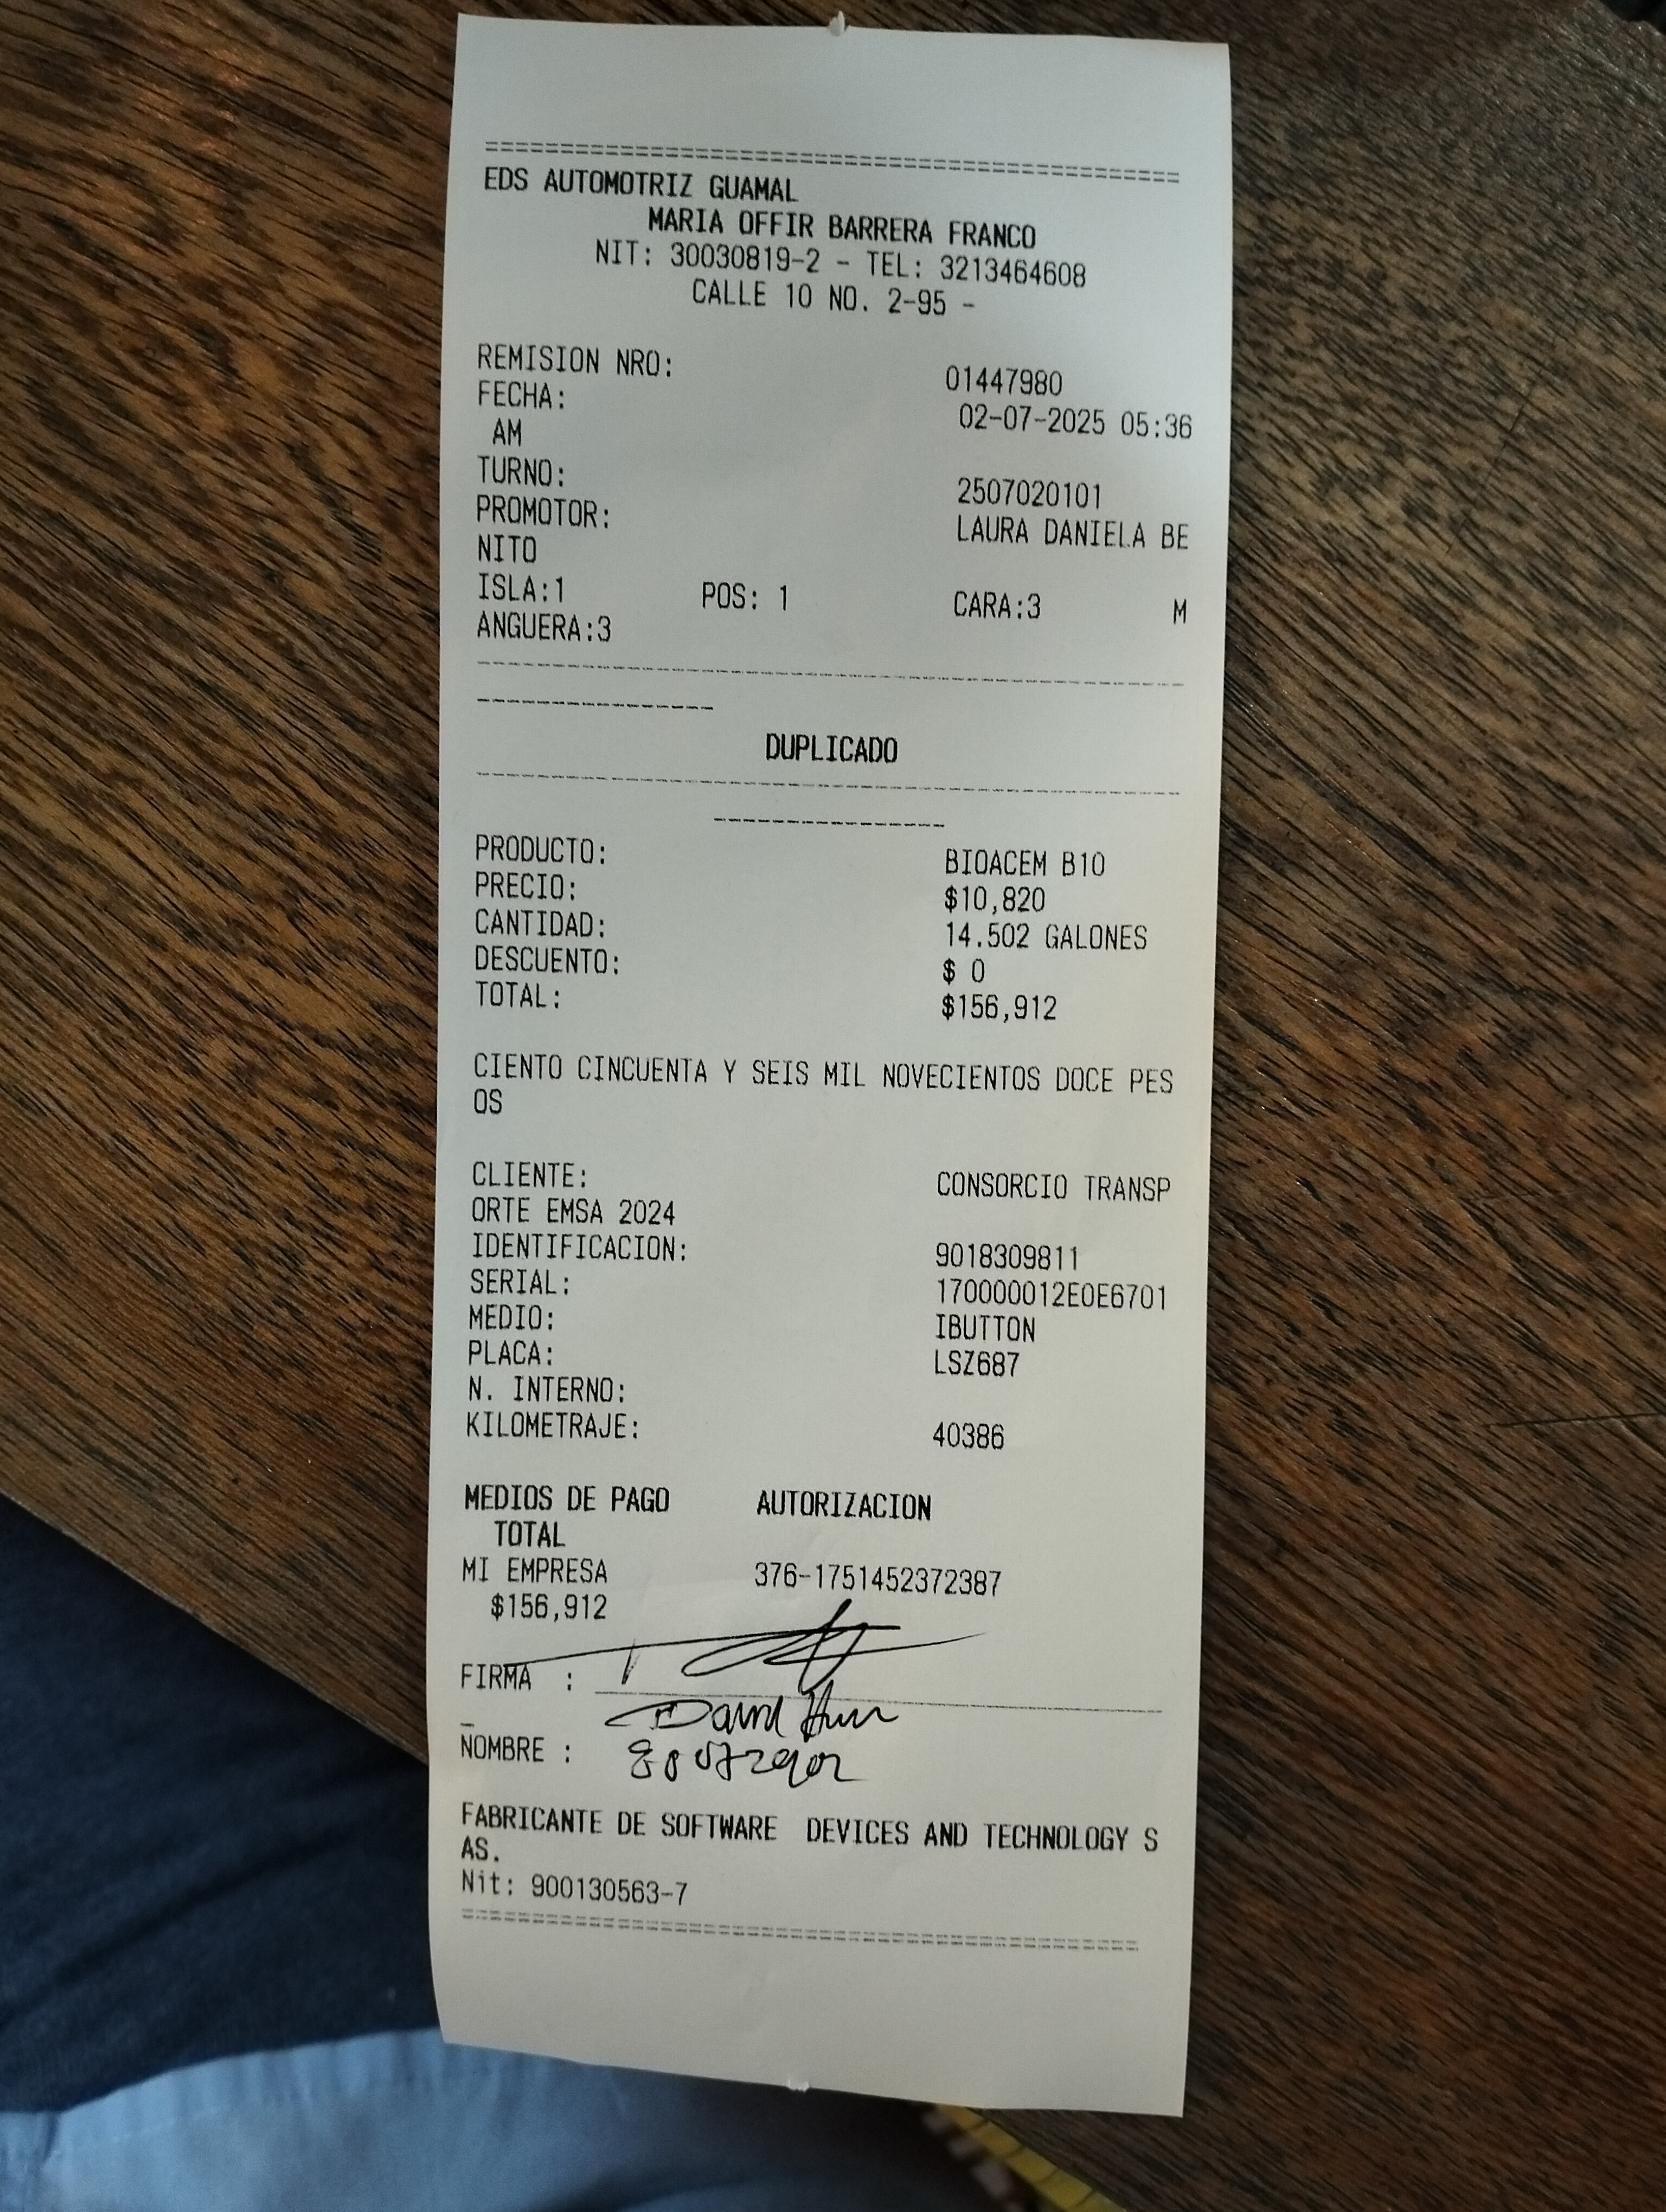 ================================================
EDS AUTOMOTRIZ GUAMAL
MARIA OFFIR BARRERA FRANCO
NIT: 30030819-2 - TEL: 3213464608
CALLE 10 NO. 2-95 -
REMISION NRO: 01447980
FECHA: 02-07-2025 05:36
AM
TURNO: 2507020101
PROMOTOR: LAURA DANIELA BE
NITO
ISLA:1 POS: 1 CARA:3 M
ANGUERA:3
DUPLICADO
PRODUCTO: BIOACEM B10
PRECIO: $10,820
CANTIDAD: 14.502 GALONES
DESCUENTO: $ 0
TOTAL: $156,912
CIENTO CINCUENTA Y SEIS MIL NOVECIENTOS DOCE PES
OS
CLIENTE: CONSORCIO TRANSP
ORTE EMSA 2024
IDENTIFICACION: 9018309811
SERIAL: 170000012E0E6701
MEDIO: IBUTTON
PLACA: LSZ687
N. INTERNO:
KILOMETRAJE: 40386
MEDIOS DE PAGO AUTORIZACION
TOTAL
MI EMPRESA 376-1751452372387
$156,912
FIRMA :
David
NOMBRE :
FABRICANTE DE SOFTWARE DEVICES AND TECHNOLOGY S
AS.
Nit: 900130563-7